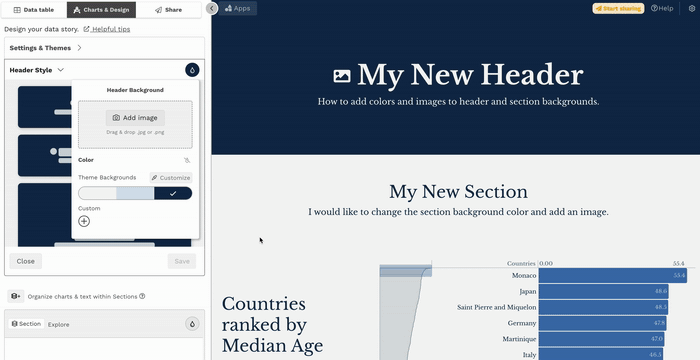 Data table
Charts & Design
Share
Apps
Start sharing
Help
Design your data story.
Helpful tips
Settings & Themes
Header Style
Header Background
Add image
Drag & drop .jpg or .png
Color
Theme Backgrounds
Customize
Custom
Close
Save
Organize charts & text within Sections
Section
Explore
My New Header
How to add colors and images to header and section backgrounds.
My New Section
I would like to change the section background color and add an image.
Countries
ranked by
Median Age
Countries
0.00
55.4
Monaco
55.4
Japan
48.6
Saint Pierre and Miquelon
48.5
Germany
47.8
Martinique
47.0
Italy
46.5